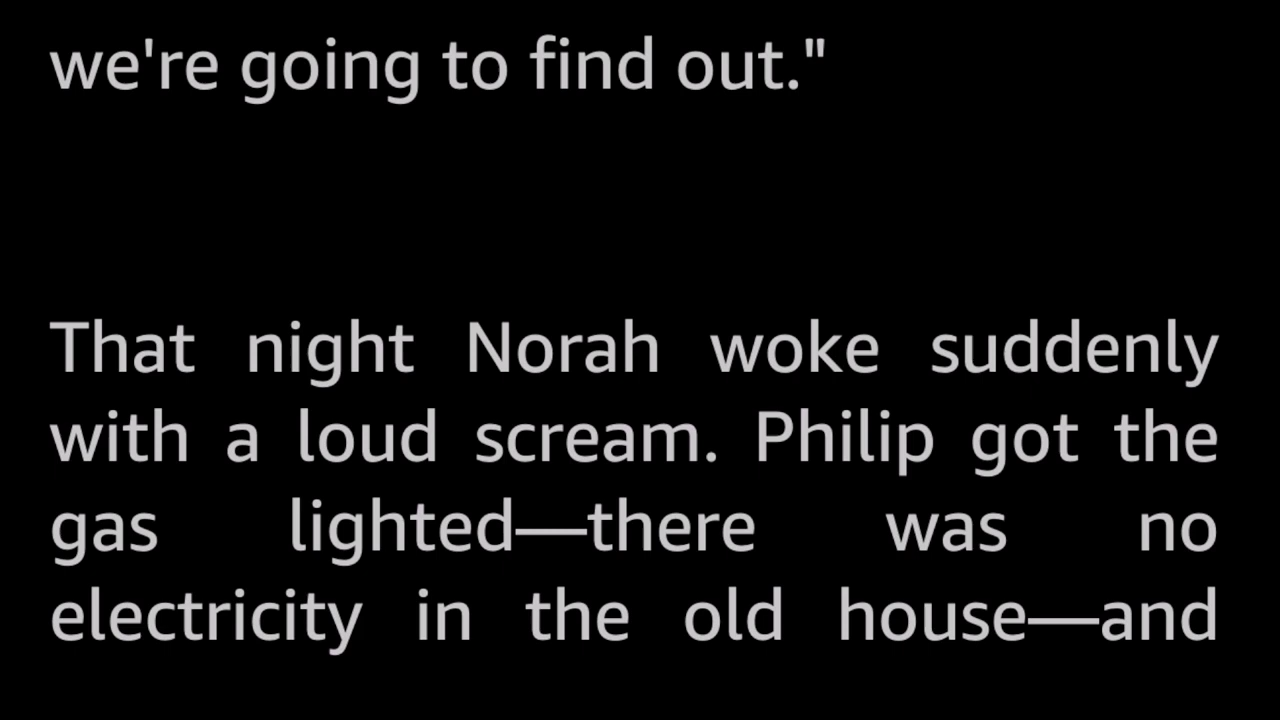 we're going to find out."
That night Norah woke suddenly
with a loud scream. Philip got the
gas lighted—there was no
electricity in the old house—and